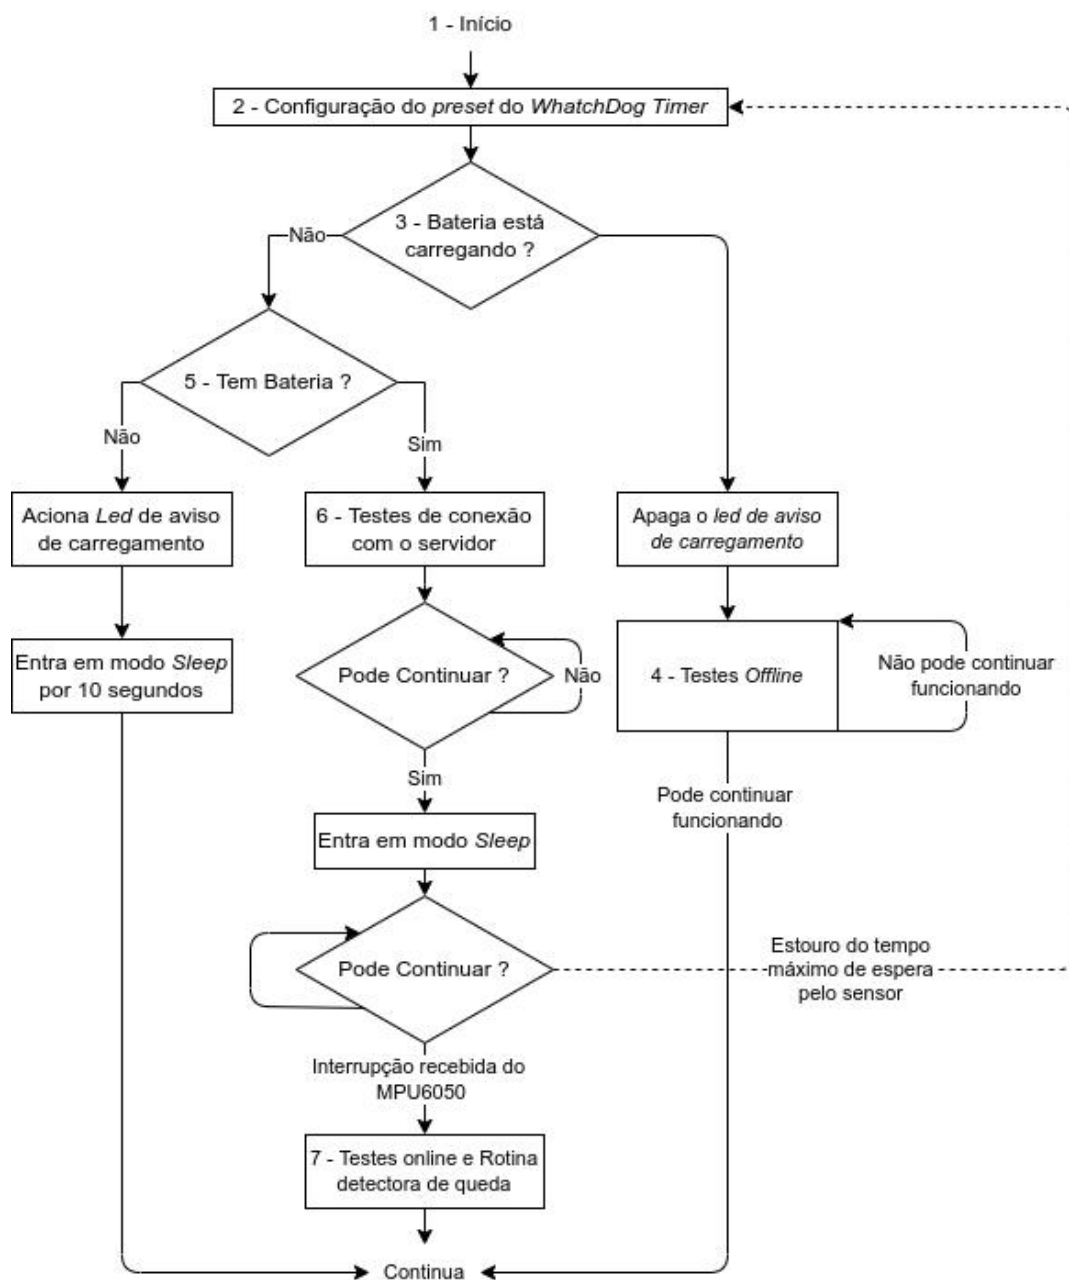 1 - Início
2 - Configuração do preset do WhatchDog Timer
3 - Bateria está
carregando ?
Não
5 - Tem Bateria ?
Não
Sim
Aciona Led de aviso
de carregamento
6 - Testes de conexão
com o servidor
Apaga o led de aviso
de carregamento
Entra em modo Sleep
por 10 segundos
Pode Continuar ?
Não
4 - Testes Offline
Não pode continuar
funcionando
Sim
Pode continuar
funcionando
Entra em modo Sleep
Pode Continuar ?
Estouro do tempo
máximo de espera
pelo sensor
Interrupção recebida do
MPU6050
7 - Testes online e Rotina
detectora de queda
Continua